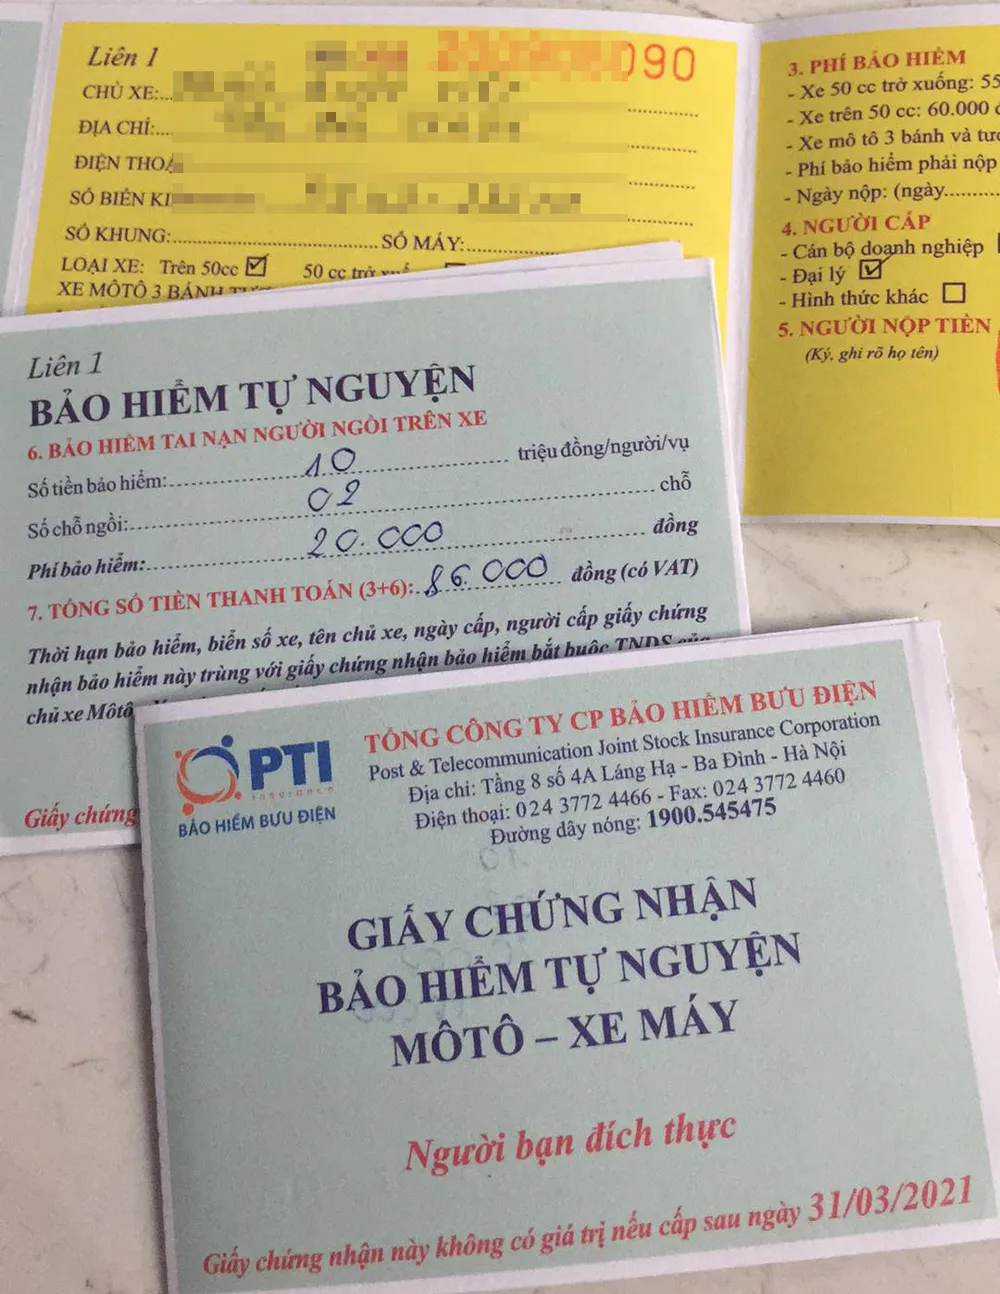 Liên 1
090
CHỦ XE:
ĐỊA CHỈ:
ĐIỆN THOẠ
SỐ BIỂN KI
SỐ KHUNG: SỐ MÁY:
LOẠI XE: Trên 50cc ☑ 50 cc trở xuố
XE MÔTÔ 3 BÁNH TƯƠ
3. PHÍ BẢO HIỂM
- Xe 50 cc trở xuống: 55
- Xe trên 50 cc: 60.000 đ
- Xe mô tô 3 bánh và tươ
- Phí bảo hiểm phải nộp
- Ngày nộp: (ngày
4. NGƯỜI CẤP
- Cán bộ doanh nghiệp
- Đại lý ☑
- Hình thức khác ☐
5. NGƯỜI NỘP TIỀN
(Ký, ghi rõ họ tên)
Liên 1
BẢO HIỂM TỰ NGUYỆN
6. BẢO HIỂM TAI NẠN NGƯỜI NGỒI TRÊN XE
Số tiền bảo hiểm: 10 triệu đồng/người/vụ
Số chỗ ngồi: 02 chỗ
Phí bảo hiểm: 20.000 đồng
7. TỔNG SỐ TIỀN THANH TOÁN (3+6): 86.000 đồng (có VAT)
Thời hạn bảo hiểm, biển số xe, tên chủ xe, ngày cấp, người cấp giấy chứng
nhận bảo hiểm này trùng với giấy chứng nhận bảo hiểm bắt buộc TNDS của
chủ xe Môtô
Giấy chứng
PTI
Insurance
BẢO HIỂM BƯU ĐIỆN
TỔNG CÔNG TY CP BẢO HIỂM BƯU ĐIỆN
Post & Telecommunication Joint Stock Insurance Corporation
Địa chỉ: Tầng 8 số 4A Láng Hạ - Ba Đình - Hà Nội
Điện thoại: 024 3772 4466 - Fax: 024 3772 4460
Đường dây nóng: 1900.545475
GIẤY CHỨNG NHẬN
BẢO HIỂM TỰ NGUYỆN
MÔTÔ – XE MÁY
Người bạn đích thực
Giấy chứng nhận này không có giá trị nếu cấp sau ngày 31/03/2021